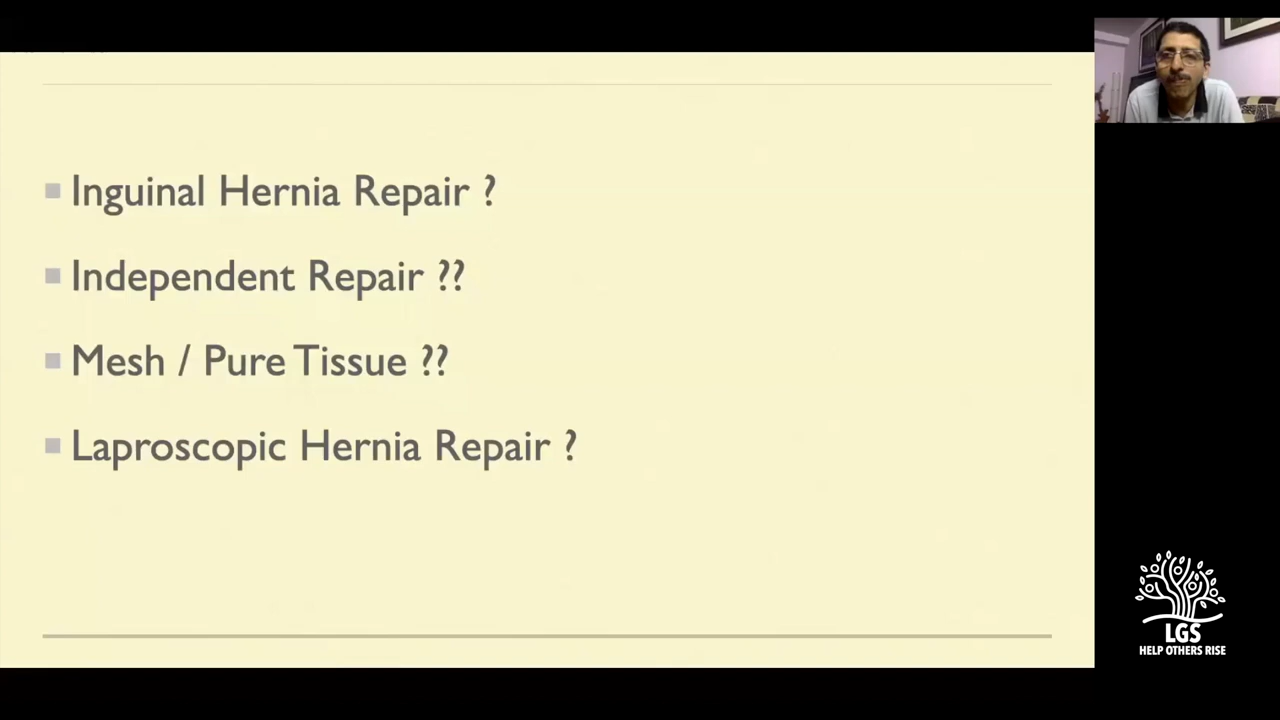 Inguinal Hernia Repair ?
Independent Repair ??
Mesh / Pure Tissue ??
Laproscopic Hernia Repair ?
LGS
HELP OTHERS RISE